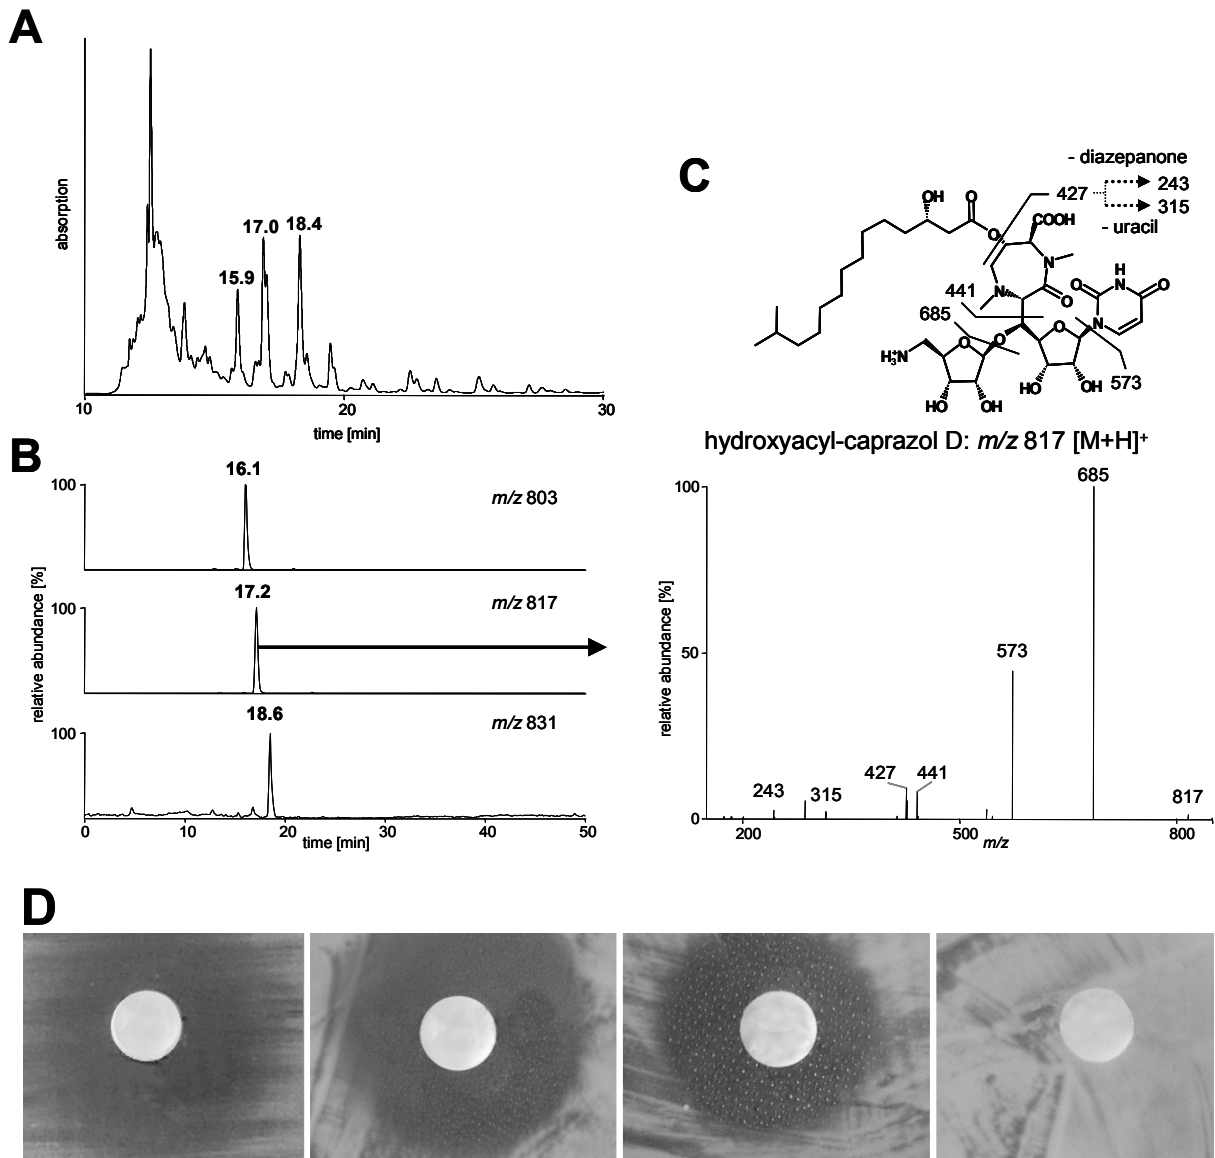 A
absorption
15.9
17.0
18.4
10
20
30
time [min]
B
relative abundance [%]
100
16.1
m/z 803
100
17.2
m/z 817
100
18.6
m/z 831
0
10
20
30
40
50
time [min]
C
- diazepanone
427
243
315
- uracil
OH
O
COOH
O
N
N
O
441
685
H
O
N
O
N
O
O
O
H₃⁺N
HO
OH
HO
OH
573
hydroxyacyl-caprazol D: m/z 817 [M+H]⁺
relative abundance [%]
100
50
0
685
573
427
441
243
315
817
200
500
800
m/z
D